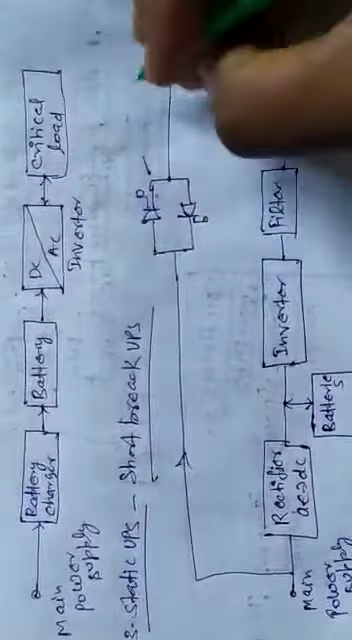 Main
power
supply
Battery
charger
Battery
DC
AC
Inverter
Critical
load
3- Static UPS - Short break UPS
Main
power
supply
Rectifier
ac-dc
Batterie
s
Inverter
Filter